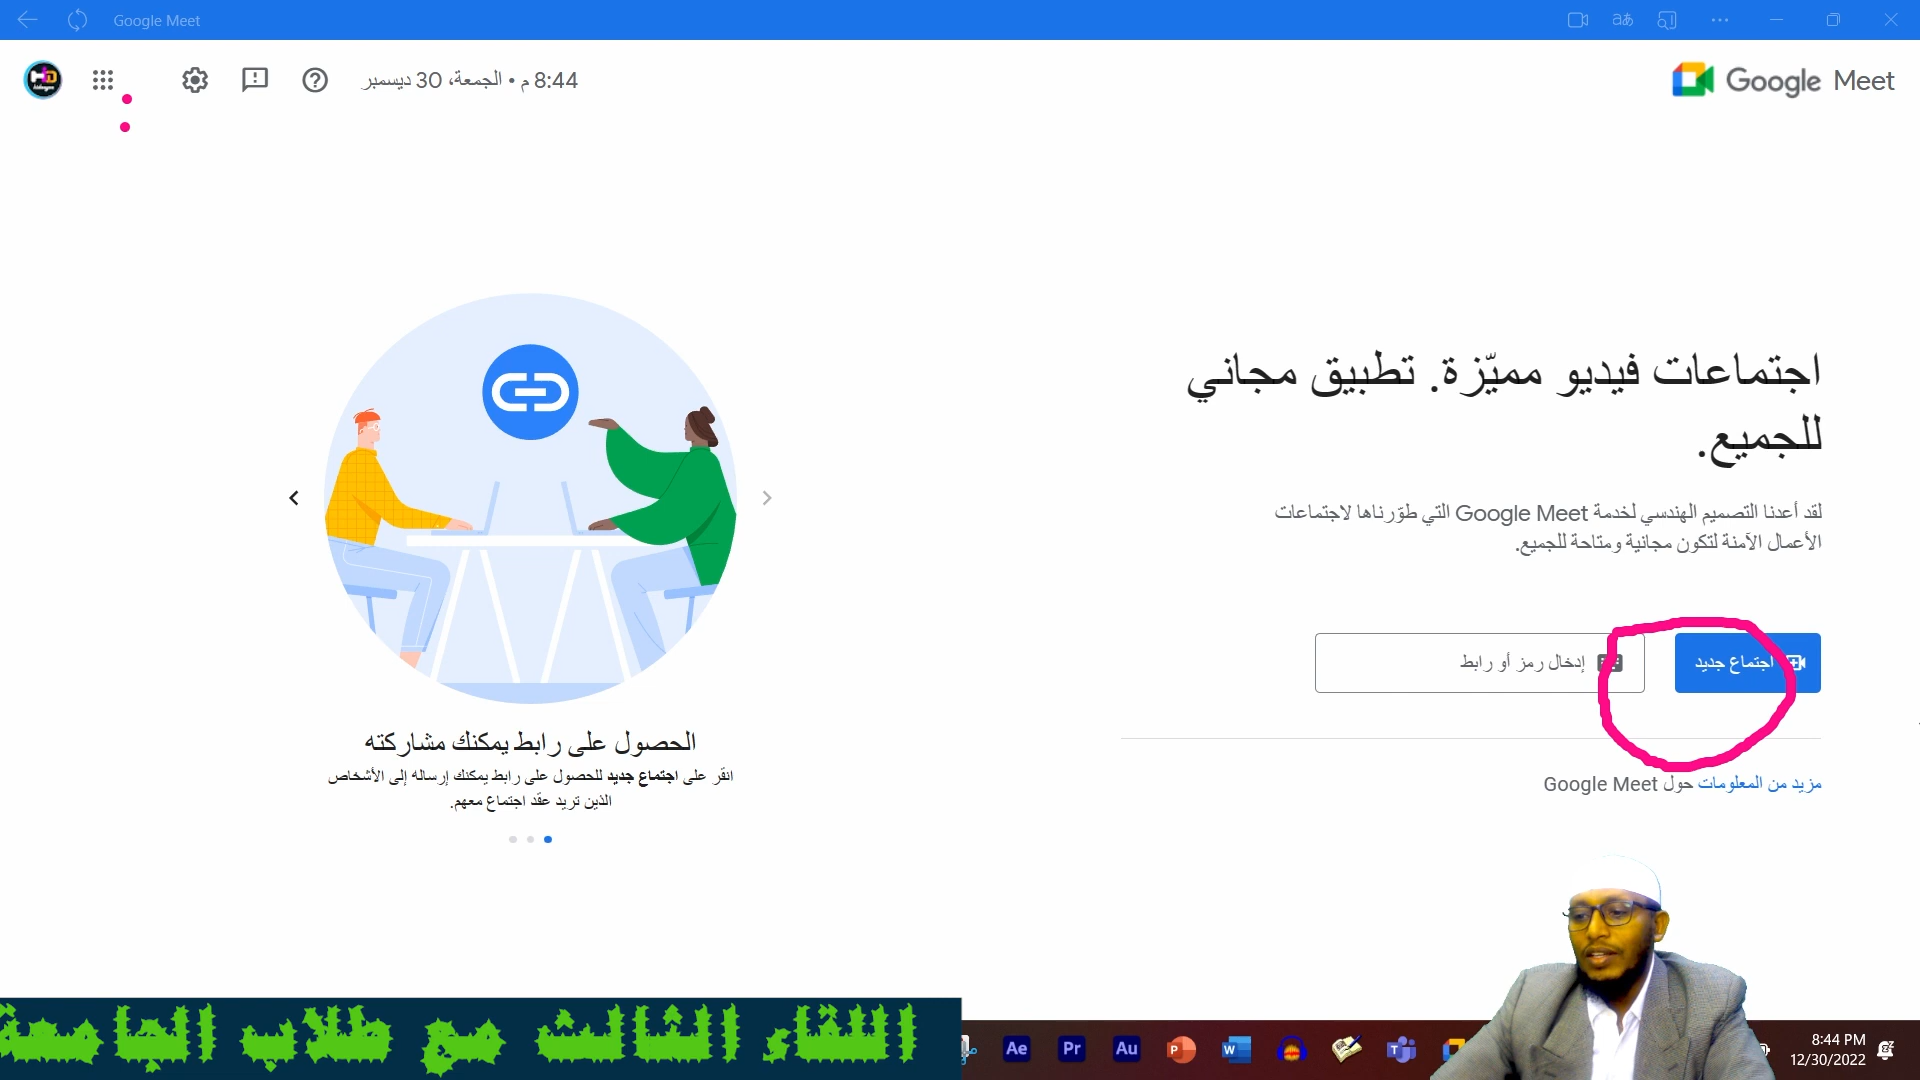 Google Meet
8:44 م • الجمعة، 30 ديسمبر
Google Meet
اجتماعات فيديو مميّزة. تطبيق مجاني
للجميع.
لقد أعدنا التصميم الهندسي لخدمة Google Meet التي طوّرناها لاجتماعات
الأعمال الآمنة لتكون مجانية ومتاحة للجميع.
اجتماع جديد
إدخال رمز أو رابط
مزيد من المعلومات حول Google Meet
الحصول على رابط يمكنك مشاركته
انقر على اجتماع جديد للحصول على رابط يمكنك إرساله إلى الأشخاص
الذين تريد عقد اجتماع معهم.
اللقاء الثالث مع طلاب الجامعة
Ae
Pr
Au
P
W
T
8:44 PM
12/30/2022